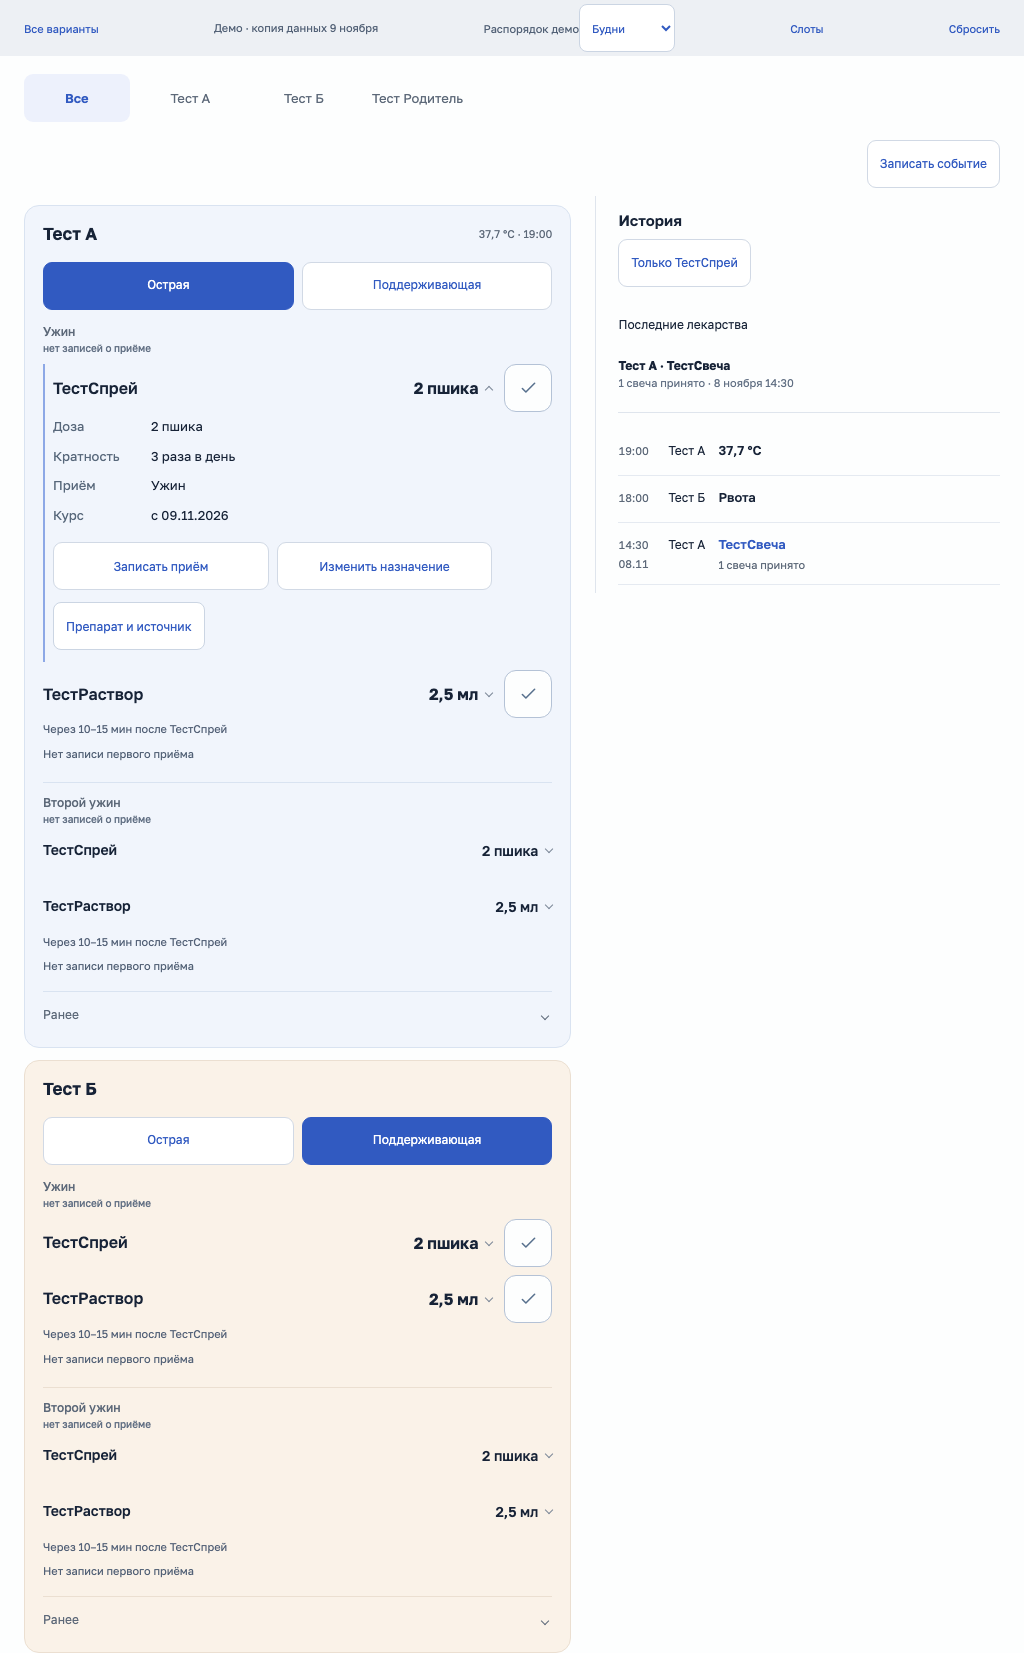 Все варианты
Демо · копия данных 9 ноября
Распорядок демо
Будни
Слоты
Сбросить
Все
Тест А
Тест Б
Тест Родитель
Записать событие
Тест А
37,7 °C · 19:00
Острая
Поддерживающая
Ужин
нет записей о приёме
ТестСпрей
2 пшика
Доза
2 пшика
Кратность
3 раза в день
Приём
Ужин
Курс
с 09.11.2026
Записать приём
Изменить назначение
Препарат и источник
ТестРаствор
2,5 мл
Через 10–15 мин после ТестСпрей
Нет записи первого приёма
Второй ужин
нет записей о приёме
ТестСпрей
2 пшика
ТестРаствор
2,5 мл
Через 10–15 мин после ТестСпрей
Нет записи первого приёма
Ранее
Тест Б
Острая
Поддерживающая
Ужин
нет записей о приёме
ТестСпрей
2 пшика
ТестРаствор
2,5 мл
Через 10–15 мин после ТестСпрей
Нет записи первого приёма
Второй ужин
нет записей о приёме
ТестСпрей
2 пшика
ТестРаствор
2,5 мл
Через 10–15 мин после ТестСпрей
Нет записи первого приёма
Ранее
История
Только ТестСпрей
Последние лекарства
Тест А · ТестСвеча
1 свеча принято · 8 ноября 14:30
19:00 Тест А 37,7 °C
18:00 Тест Б Рвота
14:30 Тест А ТестСвеча
08.11 1 свеча принято